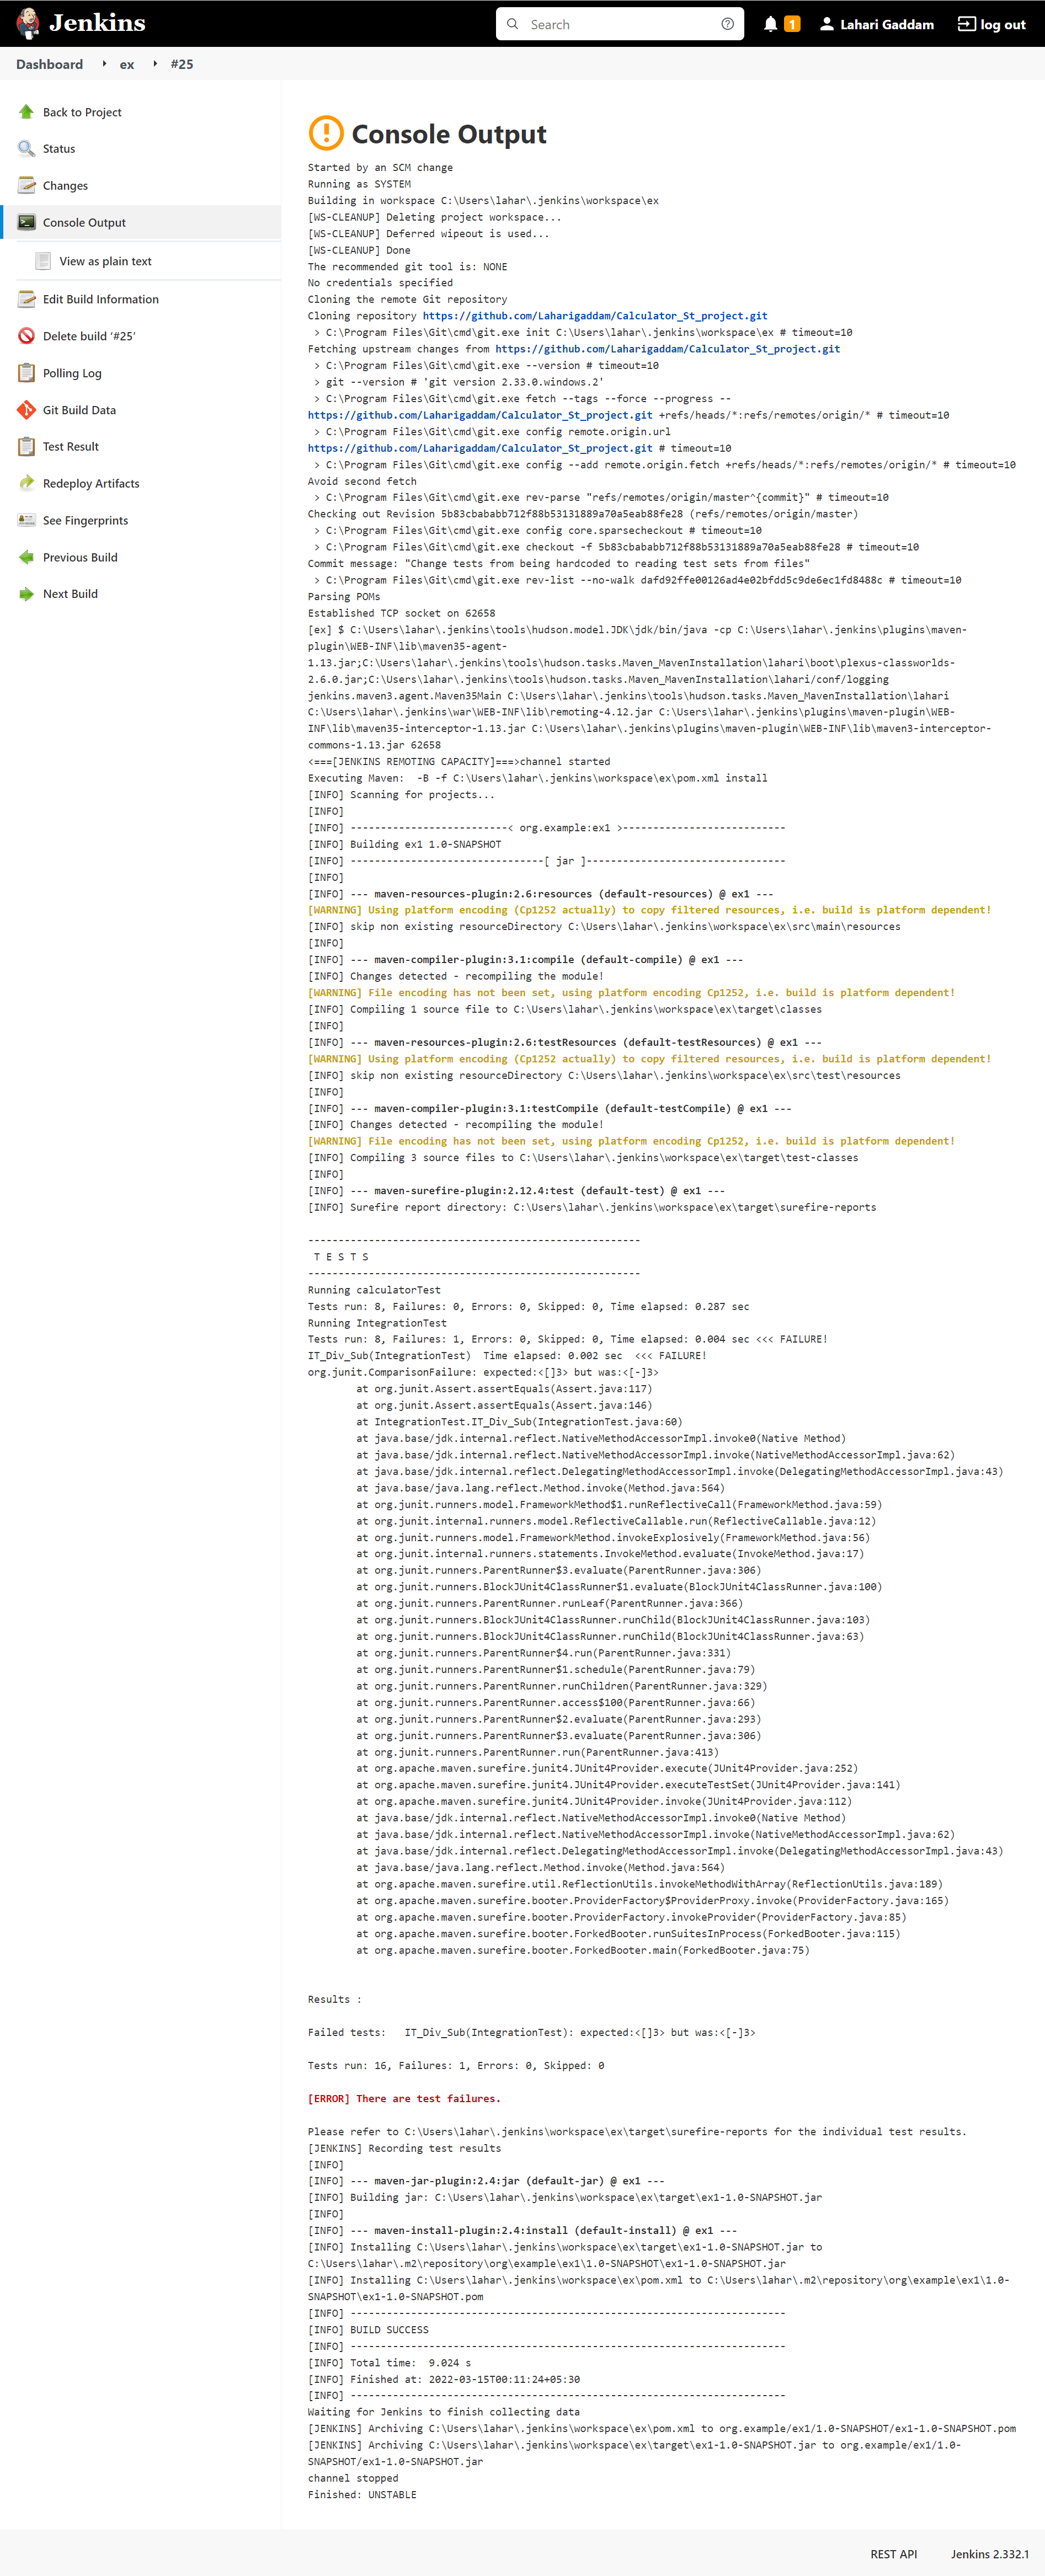 Jenkins
Search
1
Lahari Gaddam
log out
Dashboard
ex
#25
Back to Project
Status
Changes
Console Output
View as plain text
Edit Build Information
Delete build ‘#25’
Polling Log
Git Build Data
Test Result
Redeploy Artifacts
See Fingerprints
Previous Build
Next Build
Console Output
Started by an SCM change
Running as SYSTEM
Building in workspace C:\Users\lahar\.jenkins\workspace\ex
[WS-CLEANUP] Deleting project workspace...
[WS-CLEANUP] Deferred wipeout is used...
[WS-CLEANUP] Done
The recommended git tool is: NONE
No credentials specified
Cloning the remote Git repository
Cloning repository https://github.com/Laharigaddam/Calculator_St_project.git
 > C:\Program Files\Git\cmd\git.exe init C:\Users\lahar\.jenkins\workspace\ex # timeout=10
Fetching upstream changes from https://github.com/Laharigaddam/Calculator_St_project.git
 > C:\Program Files\Git\cmd\git.exe --version # timeout=10
 > git --version # 'git version 2.33.0.windows.2'
 > C:\Program Files\Git\cmd\git.exe fetch --tags --force --progress --
https://github.com/Laharigaddam/Calculator_St_project.git +refs/heads/*:refs/remotes/origin/* # timeout=10
 > C:\Program Files\Git\cmd\git.exe config remote.origin.url
https://github.com/Laharigaddam/Calculator_St_project.git # timeout=10
 > C:\Program Files\Git\cmd\git.exe config --add remote.origin.fetch +refs/heads/*:refs/remotes/origin/* # timeout=10
Avoid second fetch
 > C:\Program Files\Git\cmd\git.exe rev-parse "refs/remotes/origin/master^{commit}" # timeout=10
Checking out Revision 5b83cbababb712f88b53131889a70a5eab88fe28 (refs/remotes/origin/master)
 > C:\Program Files\Git\cmd\git.exe config core.sparsecheckout # timeout=10
 > C:\Program Files\Git\cmd\git.exe checkout -f 5b83cbababb712f88b53131889a70a5eab88fe28 # timeout=10
Commit message: "Change tests from being hardcoded to reading test sets from files"
 > C:\Program Files\Git\cmd\git.exe rev-list --no-walk dafd92ffe00126ad4e02bfdd5c9de6ec1fd8488c # timeout=10
Parsing POMs
Established TCP socket on 62658
[ex] $ C:\Users\lahar\.jenkins\tools\hudson.model.JDK\jdk/bin/java -cp C:\Users\lahar\.jenkins\plugins\maven-
plugin\WEB-INF\lib\maven35-agent-
1.13.jar;C:\Users\lahar\.jenkins\tools\hudson.tasks.Maven_MavenInstallation\lahari\boot\plexus-classworlds-
2.6.0.jar;C:\Users\lahar\.jenkins\tools\hudson.tasks.Maven_MavenInstallation\lahari/conf/logging
jenkins.maven3.agent.Maven35Main C:\Users\lahar\.jenkins\tools\hudson.tasks.Maven_MavenInstallation\lahari
C:\Users\lahar\.jenkins\war\WEB-INF\lib\remoting-4.12.jar C:\Users\lahar\.jenkins\plugins\maven-plugin\WEB-
INF\lib\maven35-interceptor-1.13.jar C:\Users\lahar\.jenkins\plugins\maven-plugin\WEB-INF\lib\maven3-interceptor-
commons-1.13.jar 62658
<===[JENKINS REMOTING CAPACITY]===>channel started
Executing Maven:  -B -f C:\Users\lahar\.jenkins\workspace\ex\pom.xml install
[INFO] Scanning for projects...
[INFO]
[INFO] --------------------------< org.example:ex1 >---------------------------
[INFO] Building ex1 1.0-SNAPSHOT
[INFO] --------------------------------[ jar ]---------------------------------
[INFO]
[INFO] --- maven-resources-plugin:2.6:resources (default-resources) @ ex1 ---
[WARNING] Using platform encoding (Cp1252 actually) to copy filtered resources, i.e. build is platform dependent!
[INFO] skip non existing resourceDirectory C:\Users\lahar\.jenkins\workspace\ex\src\main\resources
[INFO]
[INFO] --- maven-compiler-plugin:3.1:compile (default-compile) @ ex1 ---
[INFO] Changes detected - recompiling the module!
[WARNING] File encoding has not been set, using platform encoding Cp1252, i.e. build is platform dependent!
[INFO] Compiling 1 source file to C:\Users\lahar\.jenkins\workspace\ex\target\classes
[INFO]
[INFO] --- maven-resources-plugin:2.6:testResources (default-testResources) @ ex1 ---
[WARNING] Using platform encoding (Cp1252 actually) to copy filtered resources, i.e. build is platform dependent!
[INFO] skip non existing resourceDirectory C:\Users\lahar\.jenkins\workspace\ex\src\test\resources
[INFO]
[INFO] --- maven-compiler-plugin:3.1:testCompile (default-testCompile) @ ex1 ---
[INFO] Changes detected - recompiling the module!
[WARNING] File encoding has not been set, using platform encoding Cp1252, i.e. build is platform dependent!
[INFO] Compiling 3 source files to C:\Users\lahar\.jenkins\workspace\ex\target\test-classes
[INFO]
[INFO] --- maven-surefire-plugin:2.12.4:test (default-test) @ ex1 ---
[INFO] Surefire report directory: C:\Users\lahar\.jenkins\workspace\ex\target\surefire-reports
-------------------------------------------------------
 T E S T S
-------------------------------------------------------
Running calculatorTest
Tests run: 8, Failures: 0, Errors: 0, Skipped: 0, Time elapsed: 0.287 sec
Running IntegrationTest
Tests run: 8, Failures: 1, Errors: 0, Skipped: 0, Time elapsed: 0.004 sec <<< FAILURE!
IT_Div_Sub(IntegrationTest)  Time elapsed: 0.002 sec  <<< FAILURE!
org.junit.ComparisonFailure: expected:<[]3> but was:<[-]3>
	at org.junit.Assert.assertEquals(Assert.java:117)
	at org.junit.Assert.assertEquals(Assert.java:146)
	at IntegrationTest.IT_Div_Sub(IntegrationTest.java:60)
	at java.base/jdk.internal.reflect.NativeMethodAccessorImpl.invoke0(Native Method)
	at java.base/jdk.internal.reflect.NativeMethodAccessorImpl.invoke(NativeMethodAccessorImpl.java:62)
	at java.base/jdk.internal.reflect.DelegatingMethodAccessorImpl.invoke(DelegatingMethodAccessorImpl.java:43)
	at java.base/java.lang.reflect.Method.invoke(Method.java:564)
	at org.junit.runners.model.FrameworkMethod$1.runReflectiveCall(FrameworkMethod.java:59)
	at org.junit.internal.runners.model.ReflectiveCallable.run(ReflectiveCallable.java:12)
	at org.junit.runners.model.FrameworkMethod.invokeExplosively(FrameworkMethod.java:56)
	at org.junit.internal.runners.statements.InvokeMethod.evaluate(InvokeMethod.java:17)
	at org.junit.runners.ParentRunner$3.evaluate(ParentRunner.java:306)
	at org.junit.runners.BlockJUnit4ClassRunner$1.evaluate(BlockJUnit4ClassRunner.java:100)
	at org.junit.runners.ParentRunner.runLeaf(ParentRunner.java:366)
	at org.junit.runners.BlockJUnit4ClassRunner.runChild(BlockJUnit4ClassRunner.java:103)
	at org.junit.runners.BlockJUnit4ClassRunner.runChild(BlockJUnit4ClassRunner.java:63)
	at org.junit.runners.ParentRunner$4.run(ParentRunner.java:331)
	at org.junit.runners.ParentRunner$1.schedule(ParentRunner.java:79)
	at org.junit.runners.ParentRunner.runChildren(ParentRunner.java:329)
	at org.junit.runners.ParentRunner.access$100(ParentRunner.java:66)
	at org.junit.runners.ParentRunner$2.evaluate(ParentRunner.java:293)
	at org.junit.runners.ParentRunner$3.evaluate(ParentRunner.java:306)
	at org.junit.runners.ParentRunner.run(ParentRunner.java:413)
	at org.apache.maven.surefire.junit4.JUnit4Provider.execute(JUnit4Provider.java:252)
	at org.apache.maven.surefire.junit4.JUnit4Provider.executeTestSet(JUnit4Provider.java:141)
	at org.apache.maven.surefire.junit4.JUnit4Provider.invoke(JUnit4Provider.java:112)
	at java.base/jdk.internal.reflect.NativeMethodAccessorImpl.invoke0(Native Method)
	at java.base/jdk.internal.reflect.NativeMethodAccessorImpl.invoke(NativeMethodAccessorImpl.java:62)
	at java.base/jdk.internal.reflect.DelegatingMethodAccessorImpl.invoke(DelegatingMethodAccessorImpl.java:43)
	at java.base/java.lang.reflect.Method.invoke(Method.java:564)
	at org.apache.maven.surefire.util.ReflectionUtils.invokeMethodWithArray(ReflectionUtils.java:189)
	at org.apache.maven.surefire.booter.ProviderFactory$ProviderProxy.invoke(ProviderFactory.java:165)
	at org.apache.maven.surefire.booter.ProviderFactory.invokeProvider(ProviderFactory.java:85)
	at org.apache.maven.surefire.booter.ForkedBooter.runSuitesInProcess(ForkedBooter.java:115)
	at org.apache.maven.surefire.booter.ForkedBooter.main(ForkedBooter.java:75)
Results :
Failed tests:   IT_Div_Sub(IntegrationTest): expected:<[]3> but was:<[-]3>
Tests run: 16, Failures: 1, Errors: 0, Skipped: 0
[ERROR] There are test failures.
Please refer to C:\Users\lahar\.jenkins\workspace\ex\target\surefire-reports for the individual test results.
[JENKINS] Recording test results
[INFO]
[INFO] --- maven-jar-plugin:2.4:jar (default-jar) @ ex1 ---
[INFO] Building jar: C:\Users\lahar\.jenkins\workspace\ex\target\ex1-1.0-SNAPSHOT.jar
[INFO]
[INFO] --- maven-install-plugin:2.4:install (default-install) @ ex1 ---
[INFO] Installing C:\Users\lahar\.jenkins\workspace\ex\target\ex1-1.0-SNAPSHOT.jar to
C:\Users\lahar\.m2\repository\org\example\ex1\1.0-SNAPSHOT\ex1-1.0-SNAPSHOT.jar
[INFO] Installing C:\Users\lahar\.jenkins\workspace\ex\pom.xml to C:\Users\lahar\.m2\repository\org\example\ex1\1.0-
SNAPSHOT\ex1-1.0-SNAPSHOT.pom
[INFO] ------------------------------------------------------------------------
[INFO] BUILD SUCCESS
[INFO] ------------------------------------------------------------------------
[INFO] Total time:  9.024 s
[INFO] Finished at: 2022-03-15T00:11:24+05:30
[INFO] ------------------------------------------------------------------------
Waiting for Jenkins to finish collecting data
[JENKINS] Archiving C:\Users\lahar\.jenkins\workspace\ex\pom.xml to org.example/ex1/1.0-SNAPSHOT/ex1-1.0-SNAPSHOT.pom
[JENKINS] Archiving C:\Users\lahar\.jenkins\workspace\ex\target\ex1-1.0-SNAPSHOT.jar to org.example/ex1/1.0-
SNAPSHOT/ex1-1.0-SNAPSHOT.jar
channel stopped
Finished: UNSTABLE
REST API
Jenkins 2.332.1